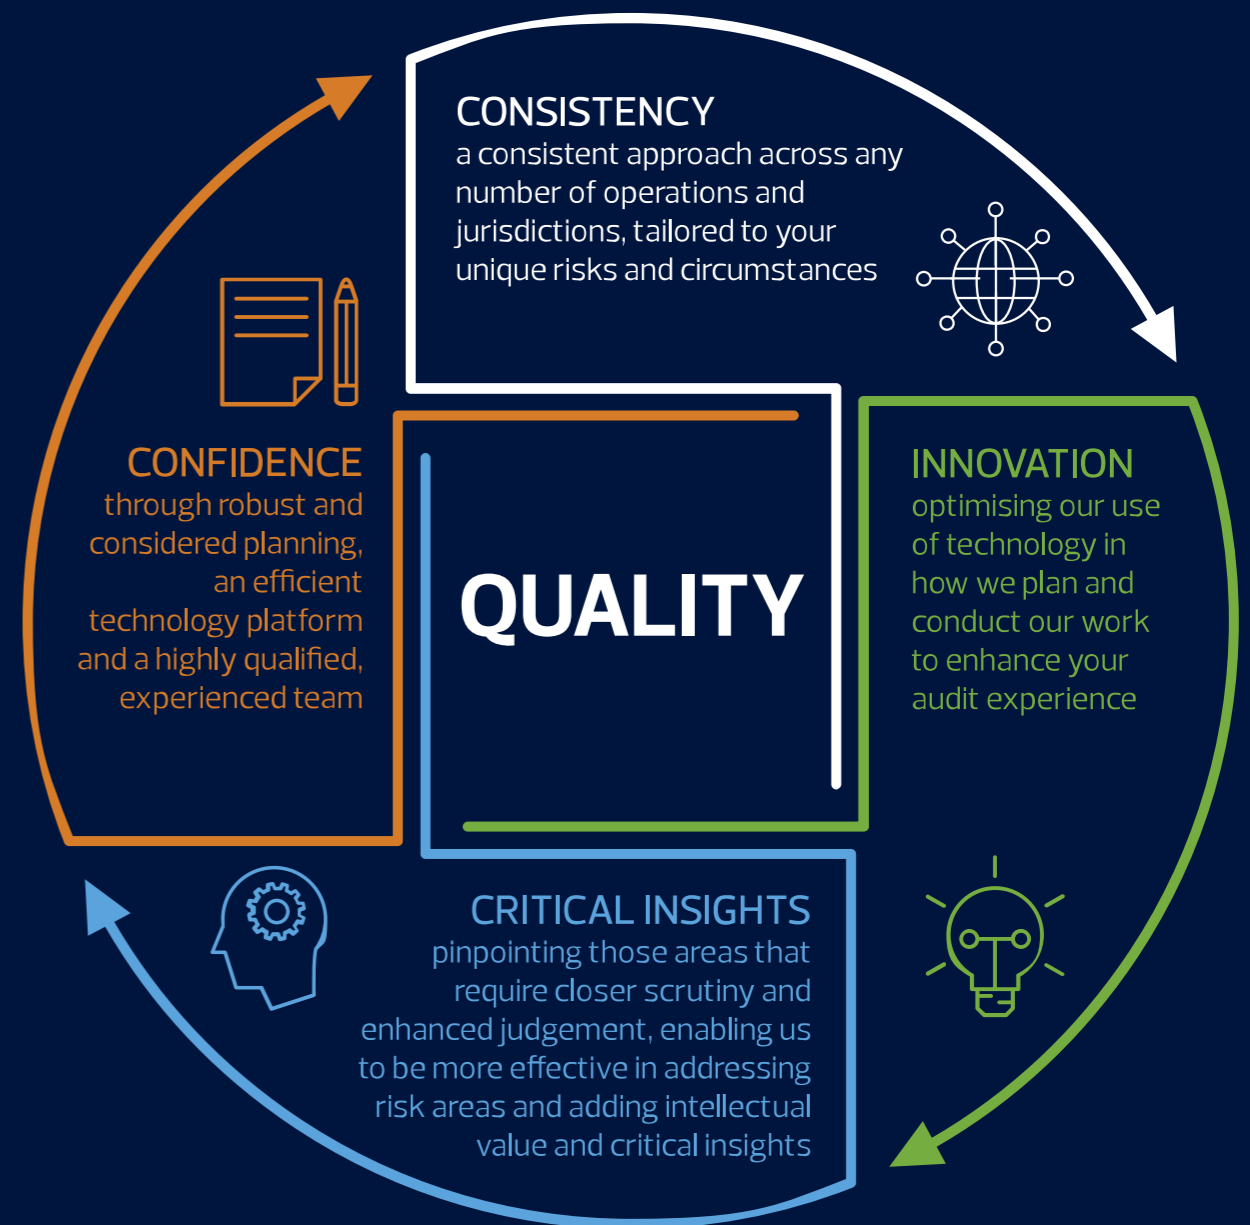 CONSISTENCY
a consistent approach across any
number of operations and
jurisdictions, tailored to your
unique risks and circumstances
CONFIDENCE
through robust and
considered planning,
an efficient
technology platform
and a highly qualified,
experienced team
QUALITY
INNOVATION
optimising our use
of technology in
how we plan and
conduct our work
to enhance your
audit experience
CRITICAL INSIGHTS
pinpointing those areas that
require closer scrutiny and
enhanced judgement, enabling us
to be more effective in addressing
risk areas and adding intellectual
value and critical insights